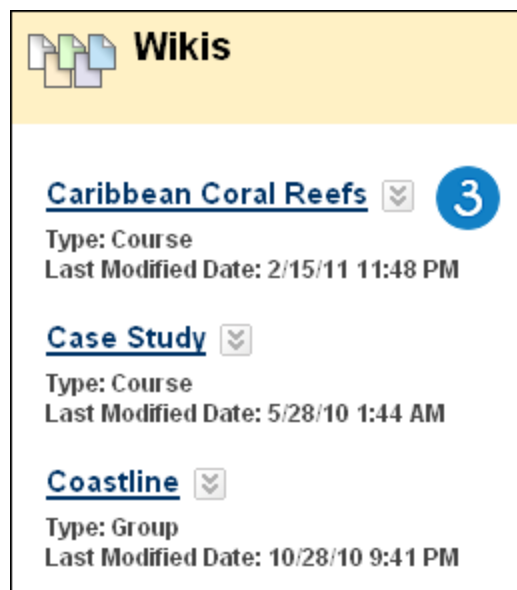 Wikis
Caribbean Coral Reefs 3
Type: Course
Last Modified Date: 2/15/11 11:48 PM
Case Study
Type: Course
Last Modified Date: 5/28/10 1:44 AM
Coastline
Type: Group
Last Modified Date: 10/28/10 9:41 PM